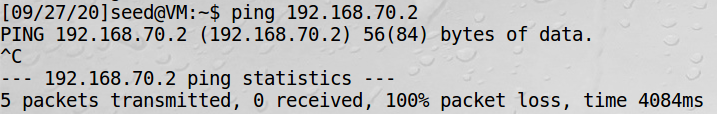 [09/27/20]seed@VM:~$ ping 192.168.70.2
PING 192.168.70.2 (192.168.70.2) 56(84) bytes of data.
^C
--- 192.168.70.2 ping statistics ---
5 packets transmitted, 0 received, 100% packet loss, time 4084ms